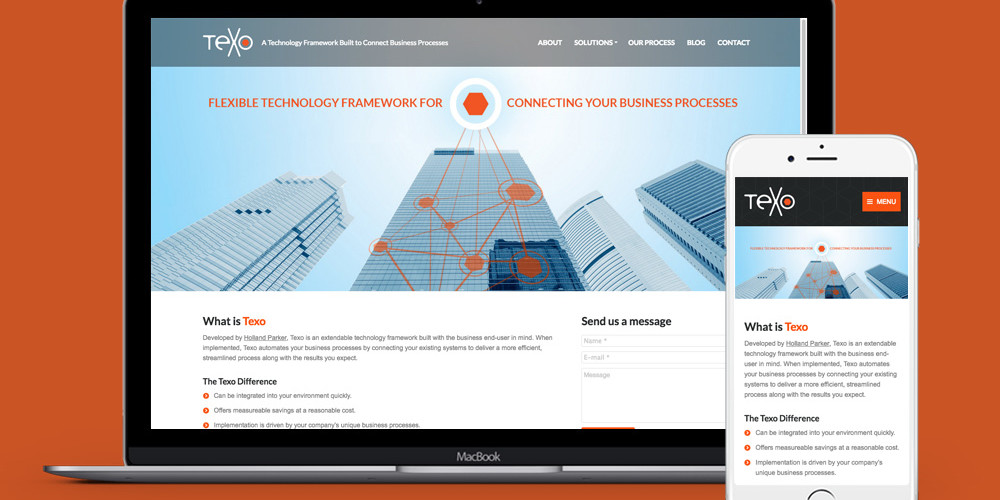 TeXo A Technology Framework Built to Connect Business Processes ABOUT SOLUTIONS OUR PROCESS BLOG CONTACT
FLEXIBLE TECHNOLOGY FRAMEWORK FOR CONNECTING YOUR BUSINESS PROCESSES
What is Texo
Developed by Holland Parker, Texo is an extendable technology framework built with the business end-user in mind. When
implemented, Texo automates your business processes by connecting your existing systems to deliver a more efficient,
streamlined process along with the results you expect.
The Texo Difference
Can be integrated into your environment quickly.
Offers measureable savings at a reasonable cost.
Implementation is driven by your company's unique business processes.
Send us a message
Name *
E-mail *
Message
MacBook
TeXo MENU
FLEXIBLE TECHNOLOGY FRAMEWORK FOR CONNECTING YOUR BUSINESS PROCESSES
What is Texo
Developed by Holland Parker, Texo is an extendable
technology framework built with the business end-
user in mind. When implemented, Texo automates
your business processes by connecting your existing
systems to deliver a more efficient, streamlined
process along with the results you expect.
The Texo Difference
Can be integrated into your environment quickly.
Offers measureable savings at a reasonable cost.
Implementation is driven by your company's
unique business processes.